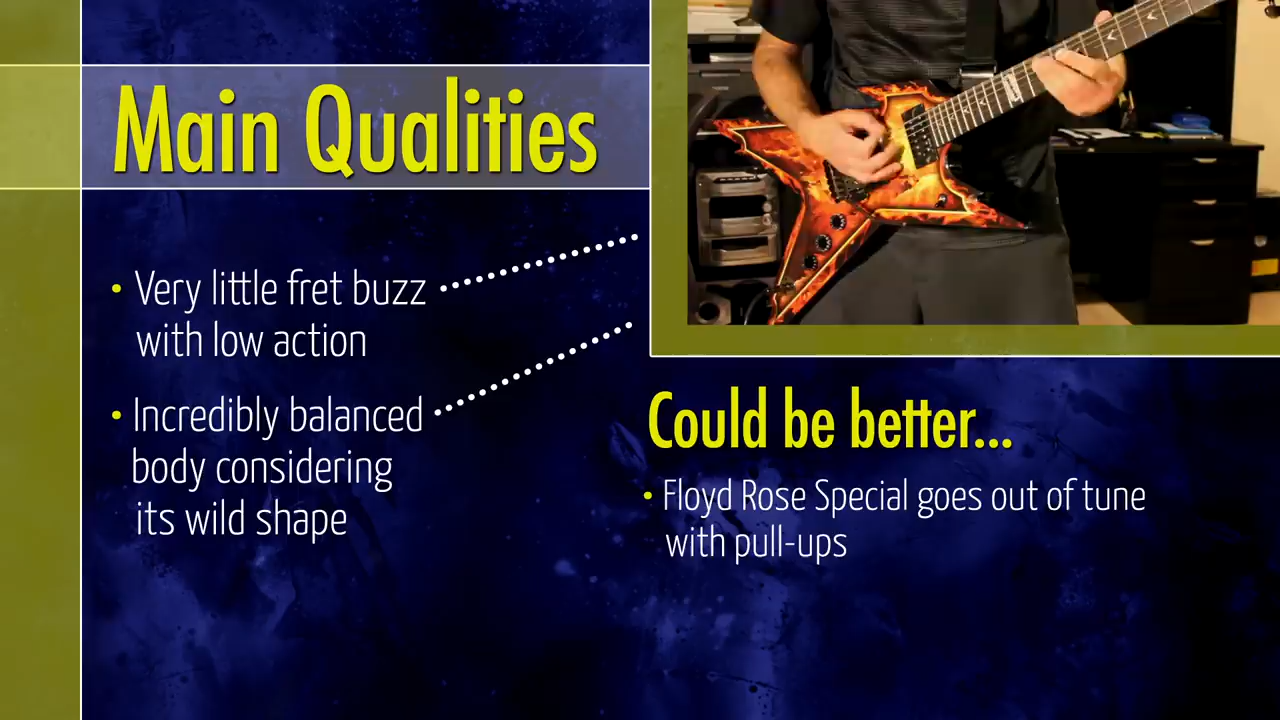 Main Qualities
• Very little fret buzz
with low action
• Incredibly balanced
body considering
its wild shape
Could be better...
• Floyd Rose Special goes out of tune
with pull-ups